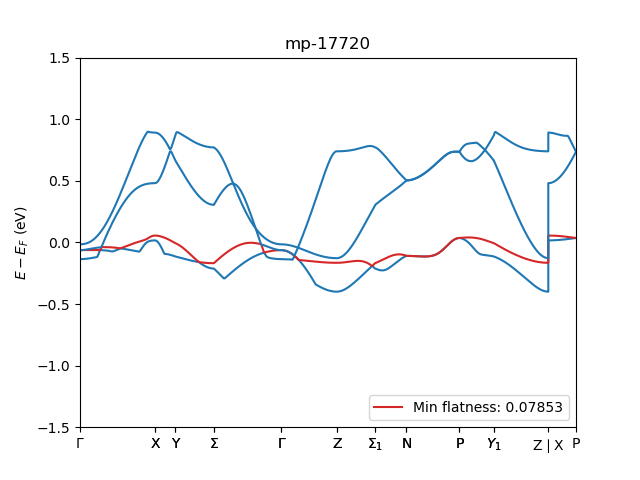 mp-17720
1.5
1.0
0.5
0.0
−0.5
−1.0
−1.5
E − E_F (eV)
Min flatness: 0.07853
Γ X Y Σ Γ Z Σ₁ N P Y₁ Z | X P